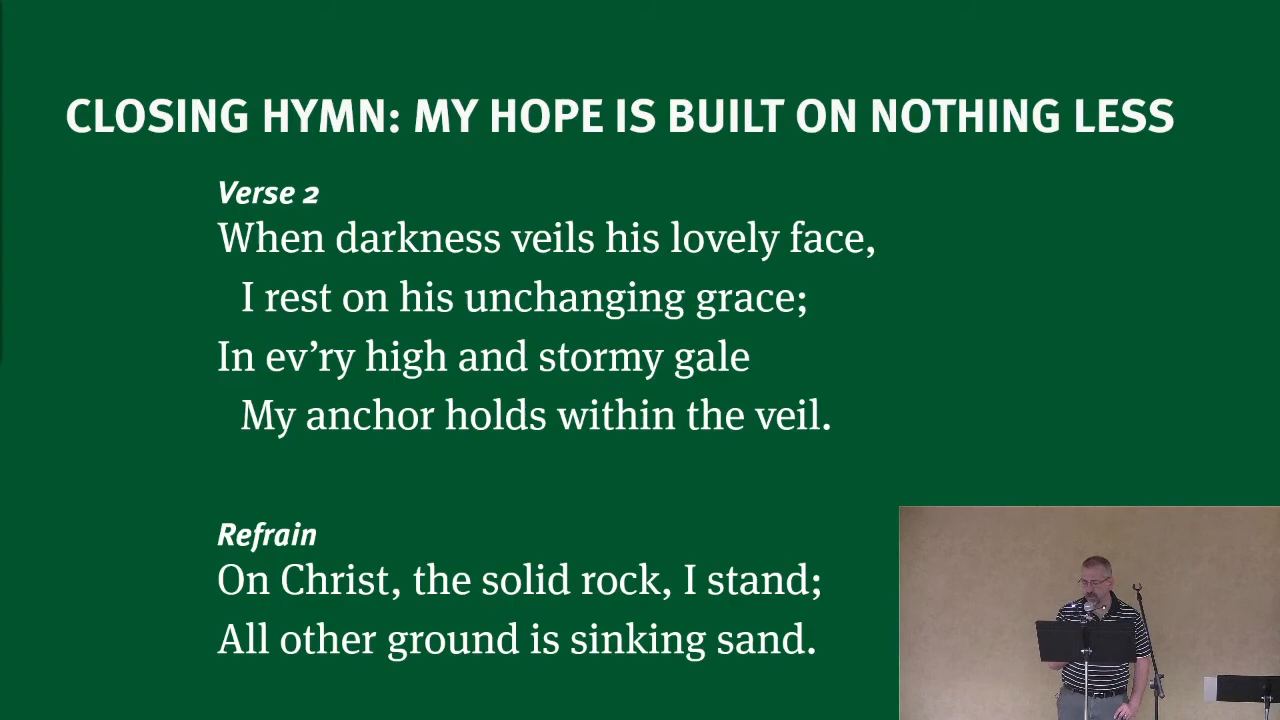 CLOSING HYMN: MY HOPE IS BUILT ON NOTHING LESS
Verse 2
When darkness veils his lovely face,
I rest on his unchanging grace;
In ev’ry high and stormy gale
My anchor holds within the veil.
Refrain
On Christ, the solid rock, I stand;
All other ground is sinking sand.